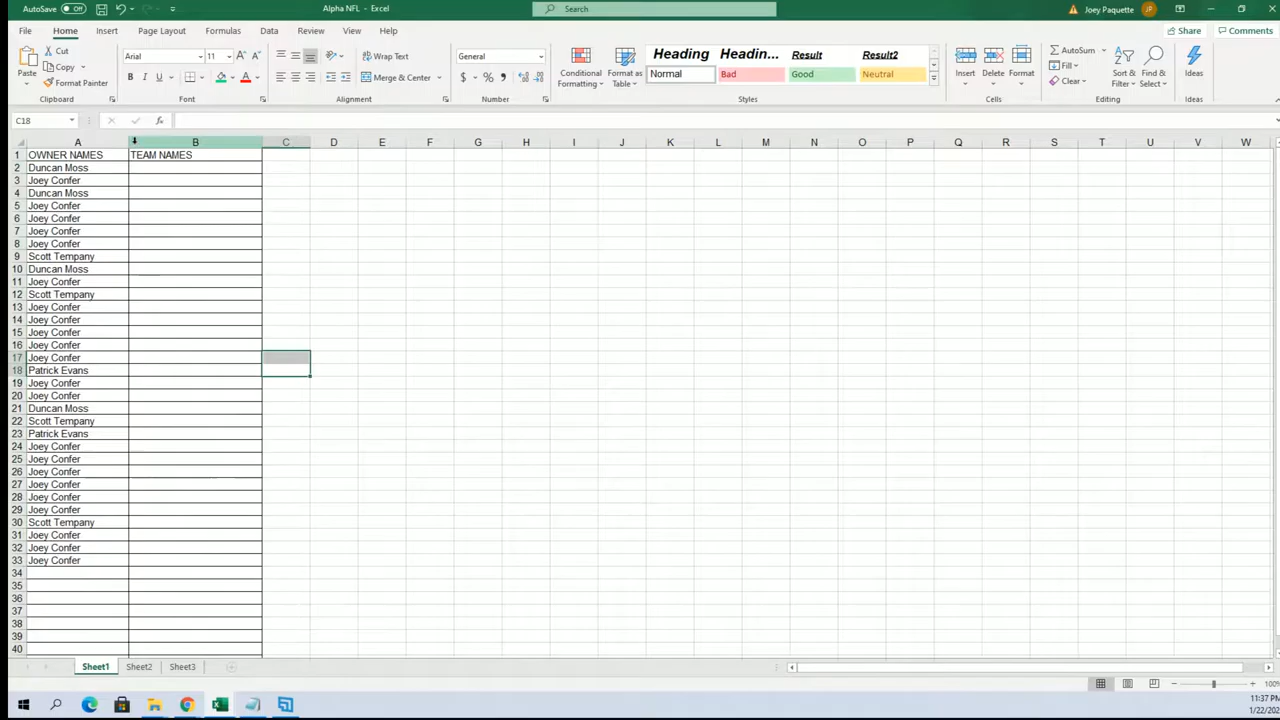 AutoSave Off
Alpha NFL - Excel
Search
Joey Paquette JP
File Home Insert Page Layout Formulas Data Review View Help
Share Comments
Paste
Cut
Copy
Format Painter
Clipboard
Arial 11
B I U
Font
Wrap Text
Merge & Center
Alignment
General
$ % 9
Number
Conditional Formatting
Format as Table
Heading Headin... Result Result2
Normal Bad Good Neutral
Styles
Insert Delete Format
Cells
AutoSum
Fill
Clear
Sort & Filter
Find & Select
Editing
Ideas
Ideas
C18 fx
A B C D E F G H I J K L M N O P Q R S T U V W
1 OWNER NAMES TEAM NAMES
2 Duncan Moss
3 Joey Confer
4 Duncan Moss
5 Joey Confer
6 Joey Confer
7 Joey Confer
8 Joey Confer
9 Scott Tempany
10 Duncan Moss
11 Joey Confer
12 Scott Tempany
13 Joey Confer
14 Joey Confer
15 Joey Confer
16 Joey Confer
17 Joey Confer
18 Patrick Evans
19 Joey Confer
20 Joey Confer
21 Duncan Moss
22 Scott Tempany
23 Patrick Evans
24 Joey Confer
25 Joey Confer
26 Joey Confer
27 Joey Confer
28 Joey Confer
29 Joey Confer
30 Scott Tempany
31 Joey Confer
32 Joey Confer
33 Joey Confer
34
35
36
37
38
39
40
Sheet1 Sheet2 Sheet3
100%
11:37 PM
1/22/202